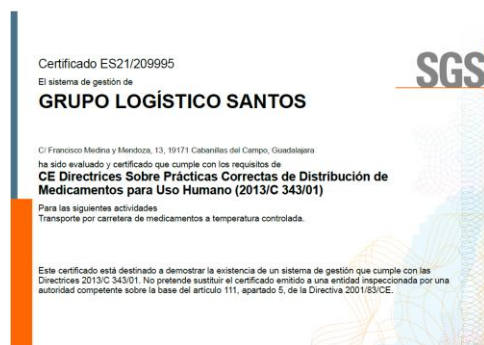 Certificado ES21/209995
SGS
El sistema de gestión de
GRUPO LOGÍSTICO SANTOS
C/ Francisco Medina y Mendoza, 13, 19171 Cabanillas del Campo, Guadalajara
ha sido evaluado y certificado que cumple con los requisitos de
CE Directrices Sobre Prácticas Correctas de Distribución de
Medicamentos para Uso Humano (2013/C 343/01)
Para las siguientes actividades
Transporte por carretera de medicamentos a temperatura controlada.
Este certificado está destinado a demostrar la existencia de un sistema de gestión que cumple con las
Directrices 2013/C 343/01. No pretende sustituir el certificado emitido a una entidad inspeccionada por una
autoridad competente sobre la base del artículo 111, apartado 5, de la Directiva 2001/83/CE.